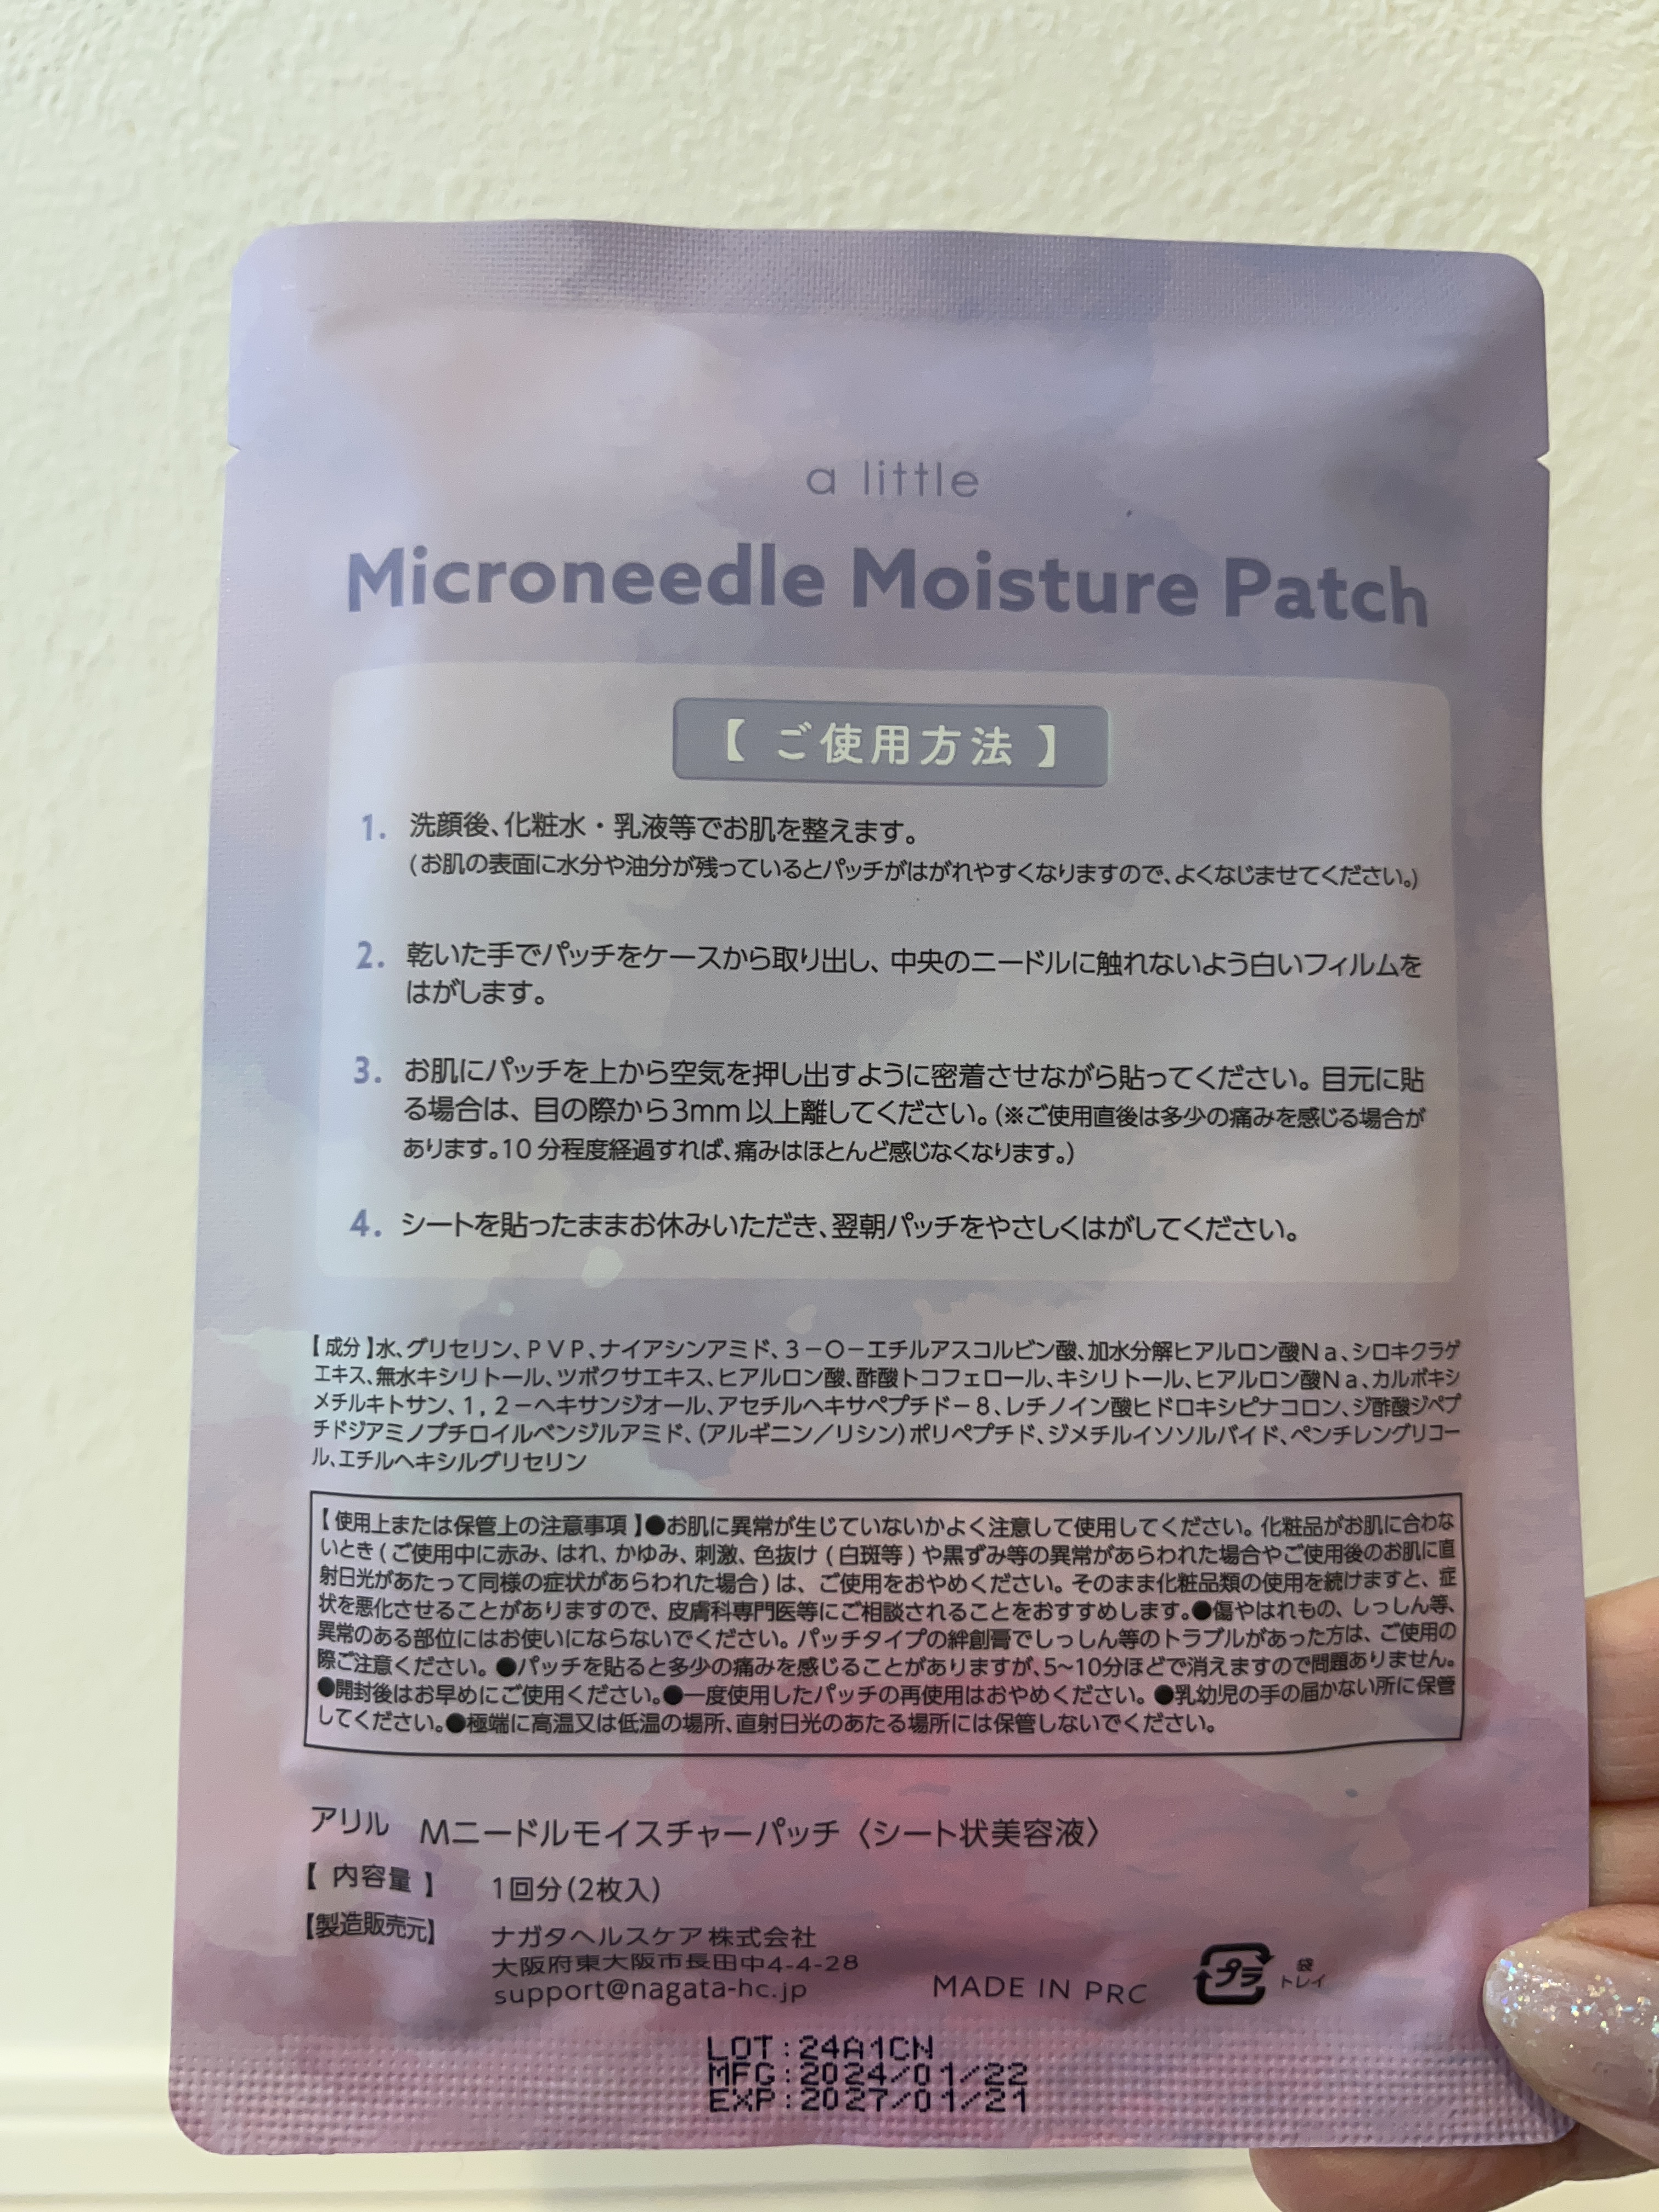 a little
Microneedle Moisture Patch
【 ご使用方法 】
1. 洗顔後、化粧水・乳液等でお肌を整えます。
(お肌の表面に水分や油分が残っているとパッチがはがれやすくなりますので、よくなじませてください。)
2. 乾いた手でパッチをケースから取り出し、中央のニードルに触れないよう白いフィルムを
はがします。
3. お肌にパッチを上から空気を押し出すように密着させながら貼ってください。目元に貼
る場合は、目の際から3mm以上離してください。(※ご使用直後は多少の痛みを感じる場合が
あります。10分程度経過すれば、痛みはほとんど感じなくなります。)
4. シートを貼ったままお休みいただき、翌朝パッチをやさしくはがしてください。
【成分】水、グリセリン、PVP、ナイアシンアミド、3-O-エチルアスコルビン酸、加水分解ヒアルロン酸Na、シロキクラゲ
エキス、無水キシリトール、ツボクサエキス、ヒアルロン酸、酢酸トコフェロール、キシリトール、ヒアルロン酸Na、カルボキシ
メチルキトサン、1,2-ヘキサンジオール、アセチルヘキサペプチド-8、レチノイン酸ヒドロキシピナコロン、ジ酢酸ジペプ
チドジアミノブチロイルベンジルアミド、(アルギニン/リシン)ポリペプチド、ジメチルイソソルバイド、ペンチレングリコー
ル、エチルヘキシルグリセリン
【使用上または保管上の注意事項】●お肌に異常が生じていないかよく注意して使用してください。化粧品がお肌に合わな
いとき(ご使用中に赤み、はれ、かゆみ、刺激、色抜け(白斑等)や黒ずみ等の異常があらわれた場合やご使用後のお肌に直
射日光があたって同様の症状があらわれた場合)は、ご使用をおやめください。そのまま化粧品類の使用を続けますと、症
状を悪化させることがありますので、皮膚科専門医等にご相談されることをおすすめします。●傷やはれもの、しっしん等、
異常のある部位にはお使いにならないでください。パッチタイプの絆創膏でしっしん等のトラブルがあった方は、ご使用の
際ご注意ください。●パッチを貼ると多少の痛みを感じることがありますが、5~10分ほどで消えますので問題ありません。
●開封後はお早めにご使用ください。●一度使用したパッチの再使用はおやめください。●乳幼児の手の届かない所に保管
してください。●極端に高温又は低温の場所、直射日光のあたる場所には保管しないでください。
アリル Mニードルモイスチャーパッチ〈シート状美容液〉
【 内容量 】 1回分(2枚入)
【製造販売元】 ナガタヘルスケア株式会社
大阪府東大阪市長田中4-4-28
support@nagata-hc.jp
MADE IN PRC
プラ 袋
トレイ
LOT:24A1CN
MFG:2024/01/22
EXP:2027/01/21